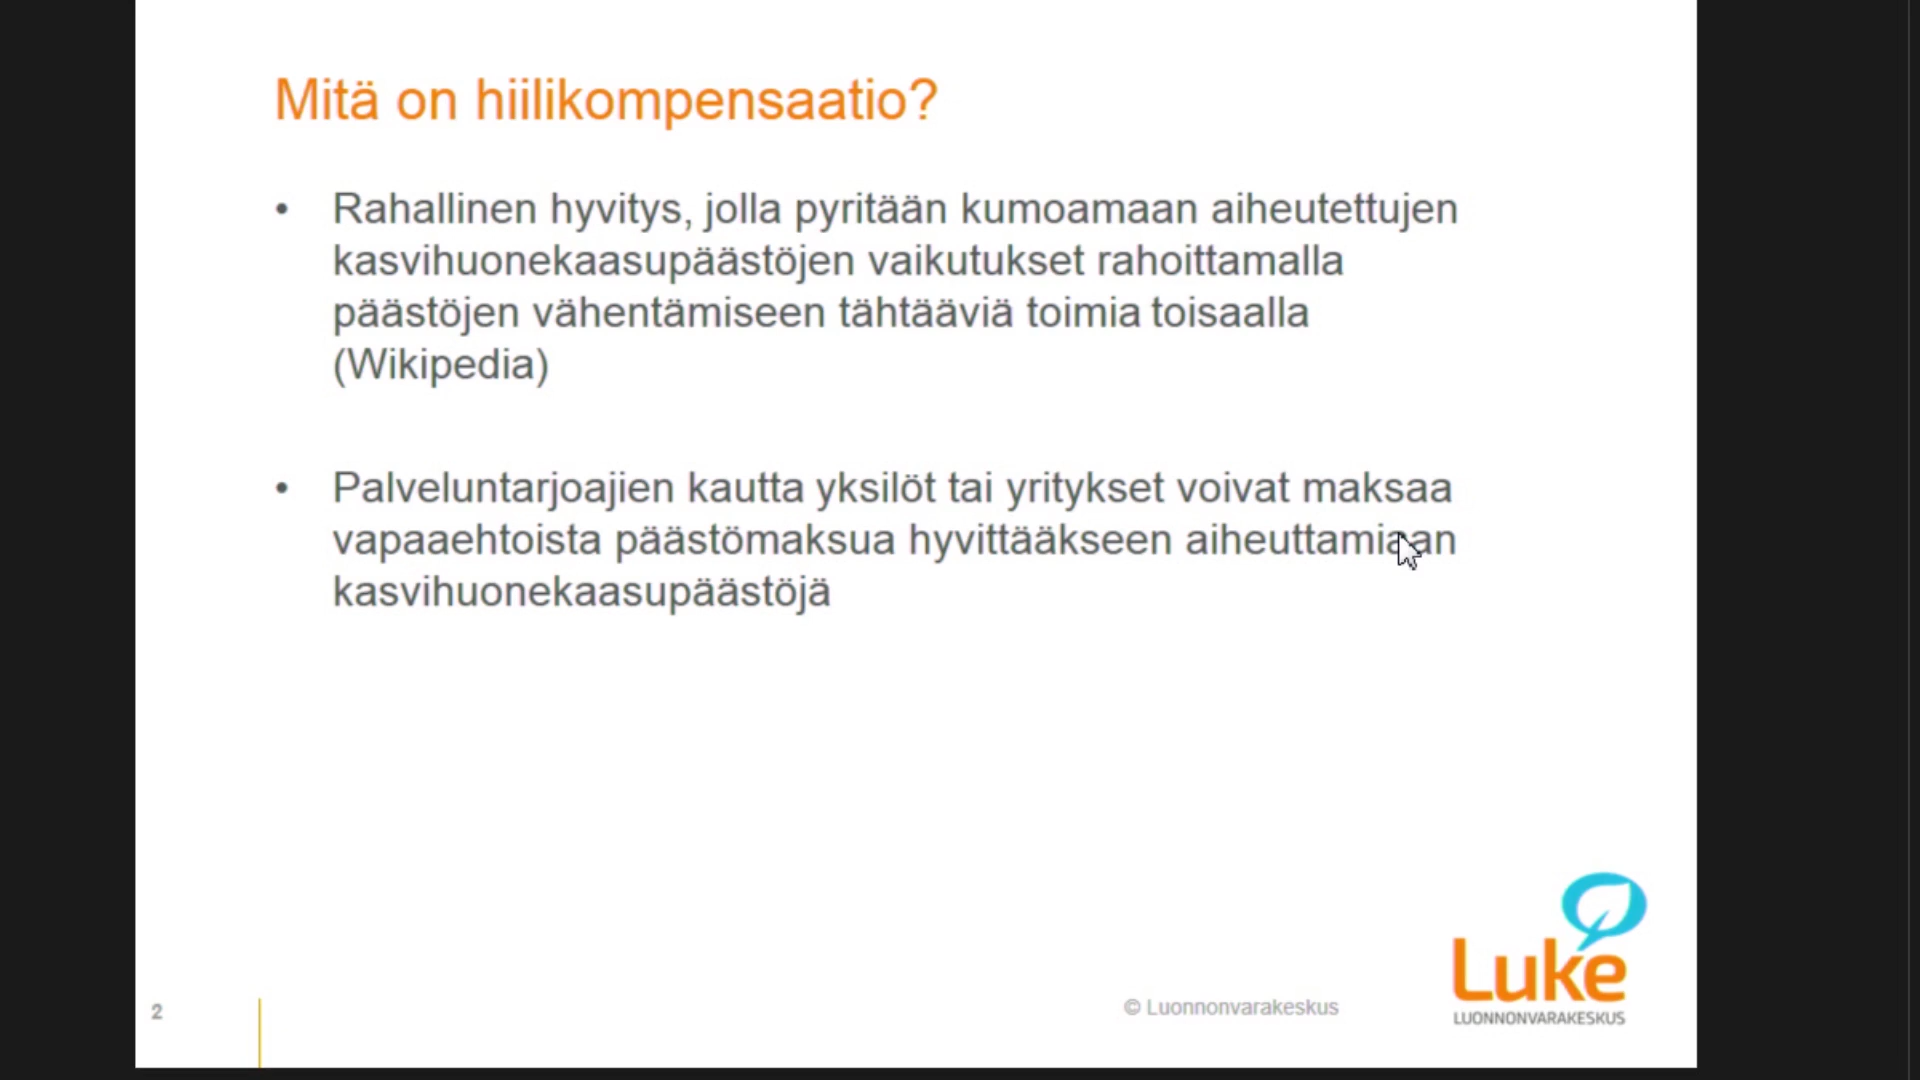 Mitä on hiilikompensaatio?
• Rahallinen hyvitys, jolla pyritään kumoamaan aiheutettujen
kasvihuonekaasupäästöjen vaikutukset rahoittamalla
päästöjen vähentämiseen tähtääviä toimia toisaalla
(Wikipedia)
• Palveluntarjoajien kautta yksilöt tai yritykset voivat maksaa
vapaaehtoista päästömaksua hyvittääkseen aiheuttamiaan
kasvihuonekaasupäästöjä
2
© Luonnonvarakeskus
Luke
LUONNONVARAKESKUS